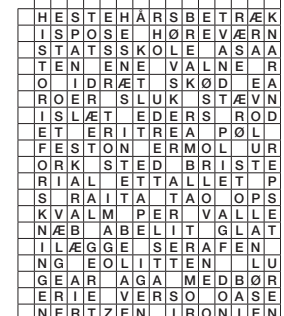 HESTEHÅRSBETRÆK
ISPOSE HØREVÆRN
STATSSKOLE ASAA
TEN ENE VALNE R
O IDRÆT SKØD EA
ROER SLUK STÆVN
ISLÆT EDERS ROD
ET ERITREA PØL
FESTON ERMOL UR
ORK STED BRISTE
RIAL ETTALLET P
S RAITA TAO OPS
KVALM PER VALLE
NÆB ABELIT GLAT
ILÆGGE SERAFEN
NG EOLITTEN LU
GEAR AGA MEDBØR
ERIE VERSO OASE
NERTZEN IRONIEN